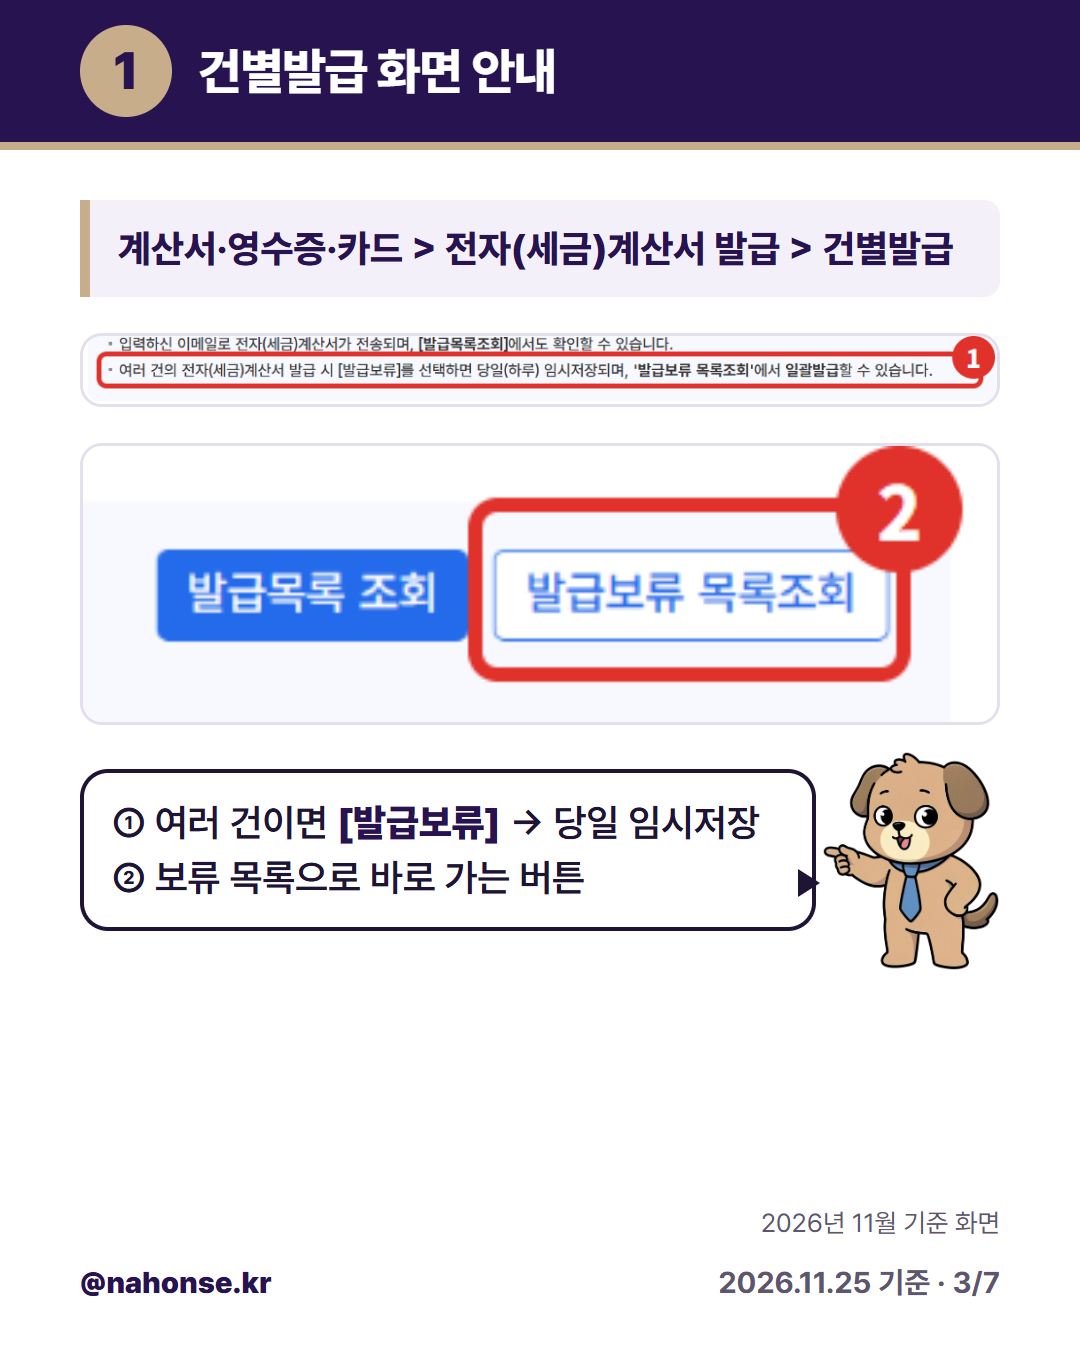 1 건별발급 화면 안내
계산서·영수증·카드 > 전자(세금)계산서 발급 > 건별발급
▪ 입력하신 이메일로 전자(세금)계산서가 전송되며, [발급목록조회]에서도 확인할 수 있습니다.
▪ 여러 건의 전자(세금)계산서 발급 시 [발급보류]를 선택하면 당일(하루) 임시저장되며, '발급보류 목록조회'에서 일괄발급할 수 있습니다.
1
2
발급목록 조회 발급보류 목록조회
① 여러 건이면 [발급보류] → 당일 임시저장
② 보류 목록으로 바로 가는 버튼
2026년 11월 기준 화면
@nahonse.kr 2026.11.25 기준 · 3/7